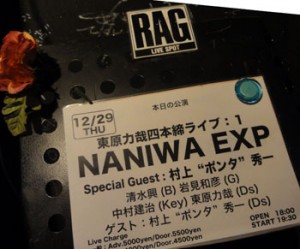 RAG
LIVE SPOT
本日の公演
12/29
THU
東原力哉四本締ライブ:1
NANIWA EXP
Special Guest:村上“ポンタ”秀一
清水興(B) 岩見和彦(G)
中村建治(Key) 東原力哉(Ds)
ゲスト:村上“ポンタ”秀一(Ds)
OPEN 18:00
START 19:30
Live Charge
Adv.5000yen/Door.5500yen
/Door.4500yen